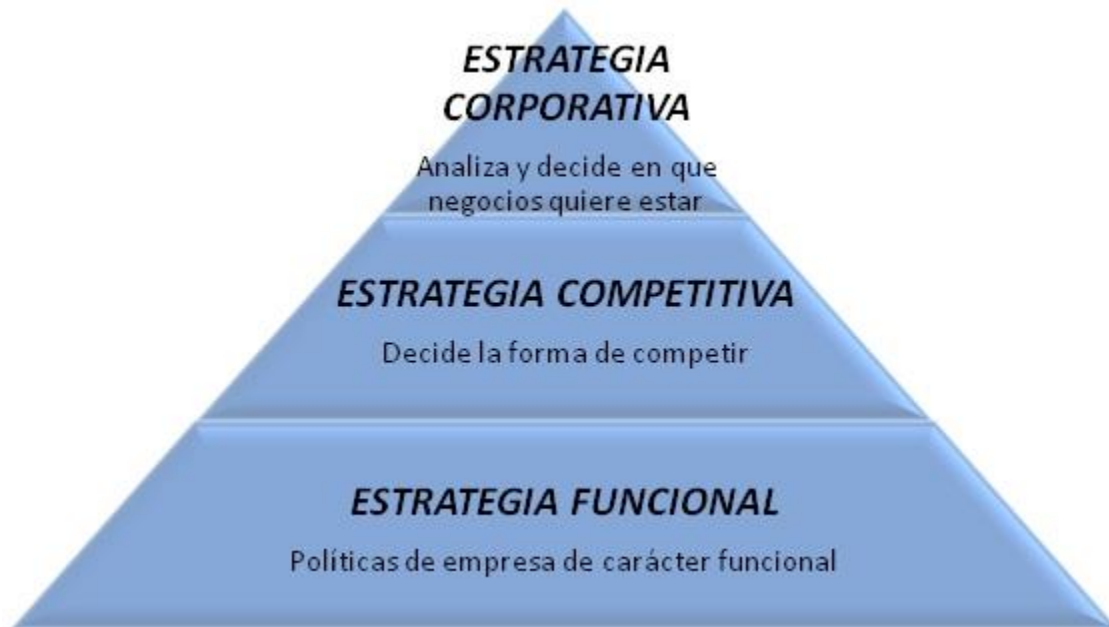 ESTRATEGIA
CORPORATIVA
Analiza y decide en que
negocios quiere estar
ESTRATEGIA COMPETITIVA
Decide la forma de competir
ESTRATEGIA FUNCIONAL
Políticas de empresa de carácter funcional